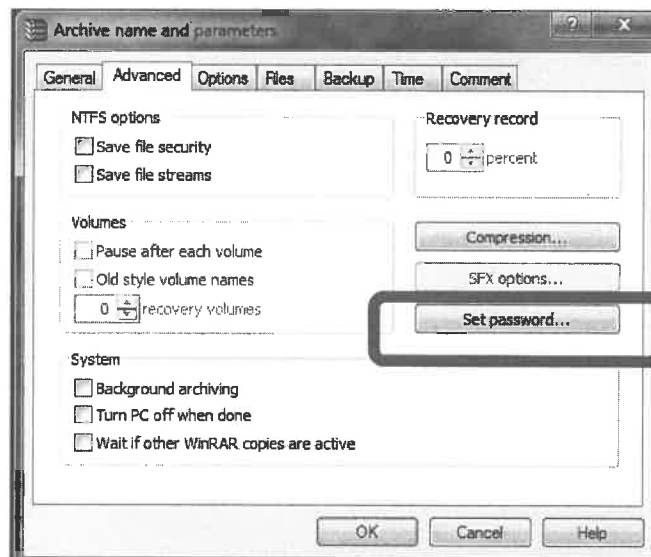 Archive name and parameters
General Advanced Options Files Backup Time Comment
NTFS options
Save file security
Save file streams
Recovery record
0 percent
Volumes
Pause after each volume
Old style volume names
0 recovery volumes
Compression...
SFX options...
Set password...
System
Background archiving
Turn PC off when done
Wait if other WinRAR copies are active
OK Cancel Help